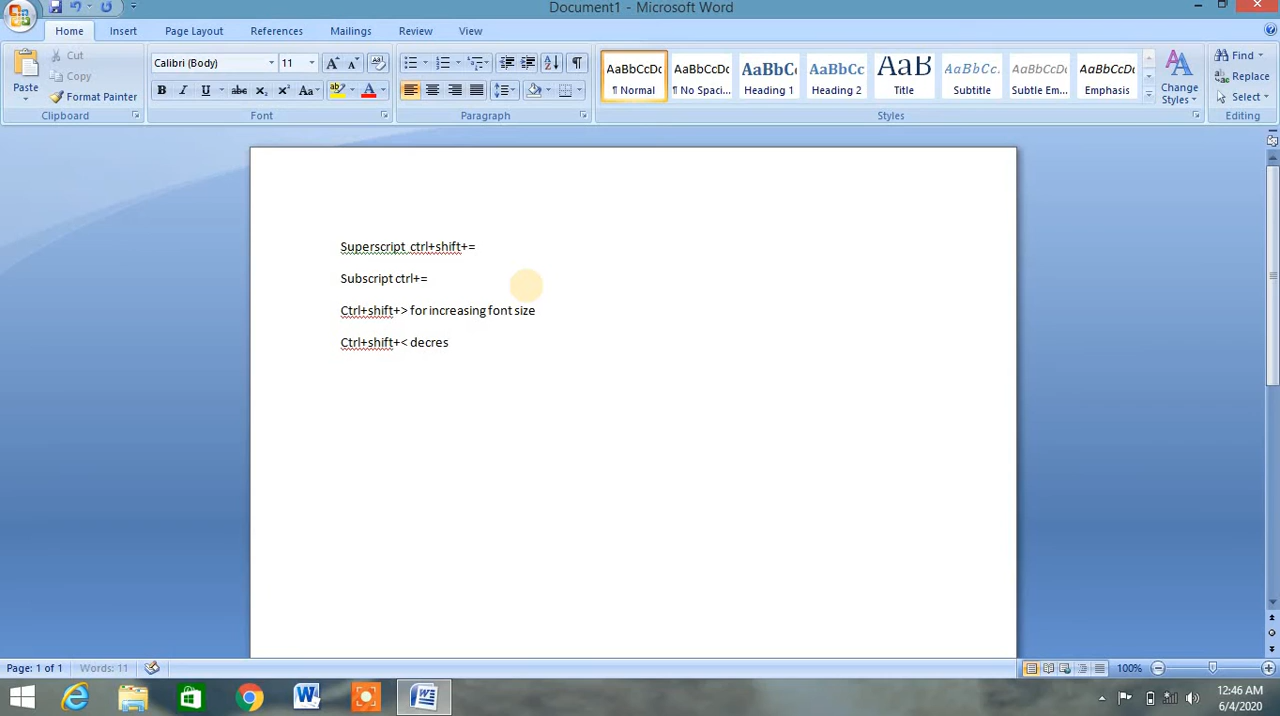 Document1 - Microsoft Word
Home Insert Page Layout References Mailings Review View
Paste
Cut
Copy
Format Painter
Clipboard
Calibri (Body) 11
B I U abc X₂ X² Aa
Font
Paragraph
AaBbCcDc AaBbCcDc AaBbCc AaBbCc AaB AaBbCc. AaBbCcDc AaBbCcDc
¶ Normal ¶ No Spaci... Heading 1 Heading 2 Title Subtitle Subtle Em... Emphasis
Change Styles
Styles
Find
Replace
Select
Editing
Superscript ctrl+shift+=
Subscript ctrl+=
Ctrl+shift+> for increasing font size
Ctrl+shift+< decres
Page: 1 of 1 Words: 11
100%
12:46 AM
6/4/2020